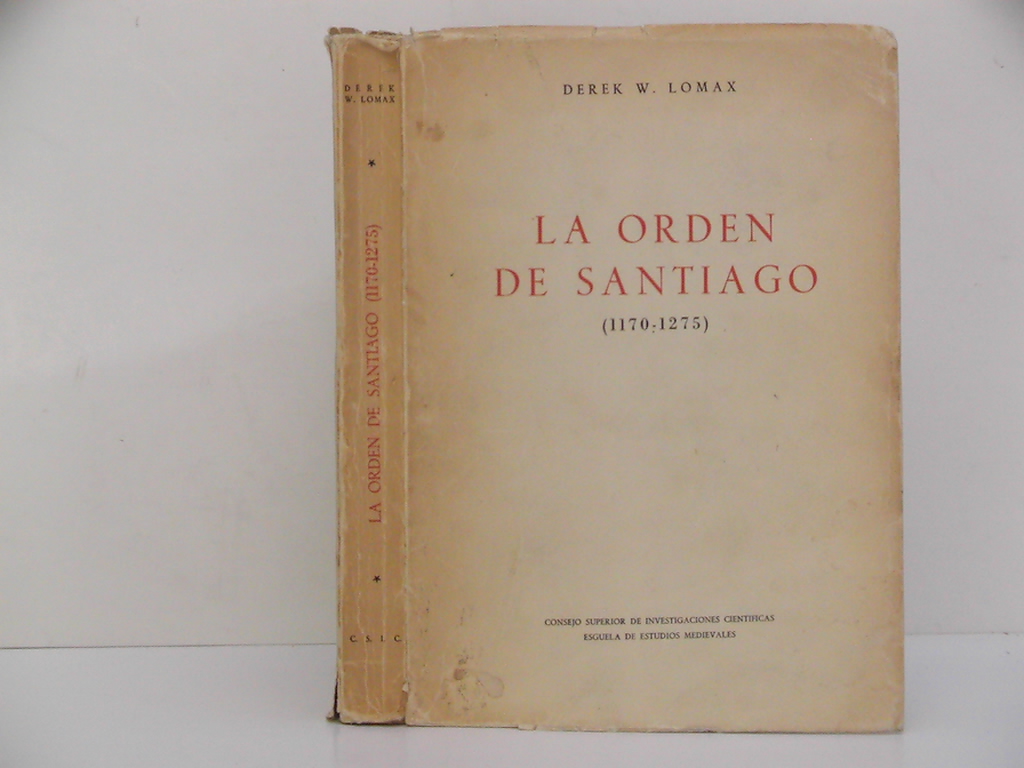 DEREK
W. LOMAX
*
LA ORDEN DE SANTIAGO (1170-1275)
*
C. S. I. C.
DEREK W. LOMAX
LA ORDEN
DE SANTIAGO
(1170-1275)
CONSEJO SUPERIOR DE INVESTIGACIONES CIENTIFICAS
ESGUELA DE ESTUDIOS MEDIEVALES